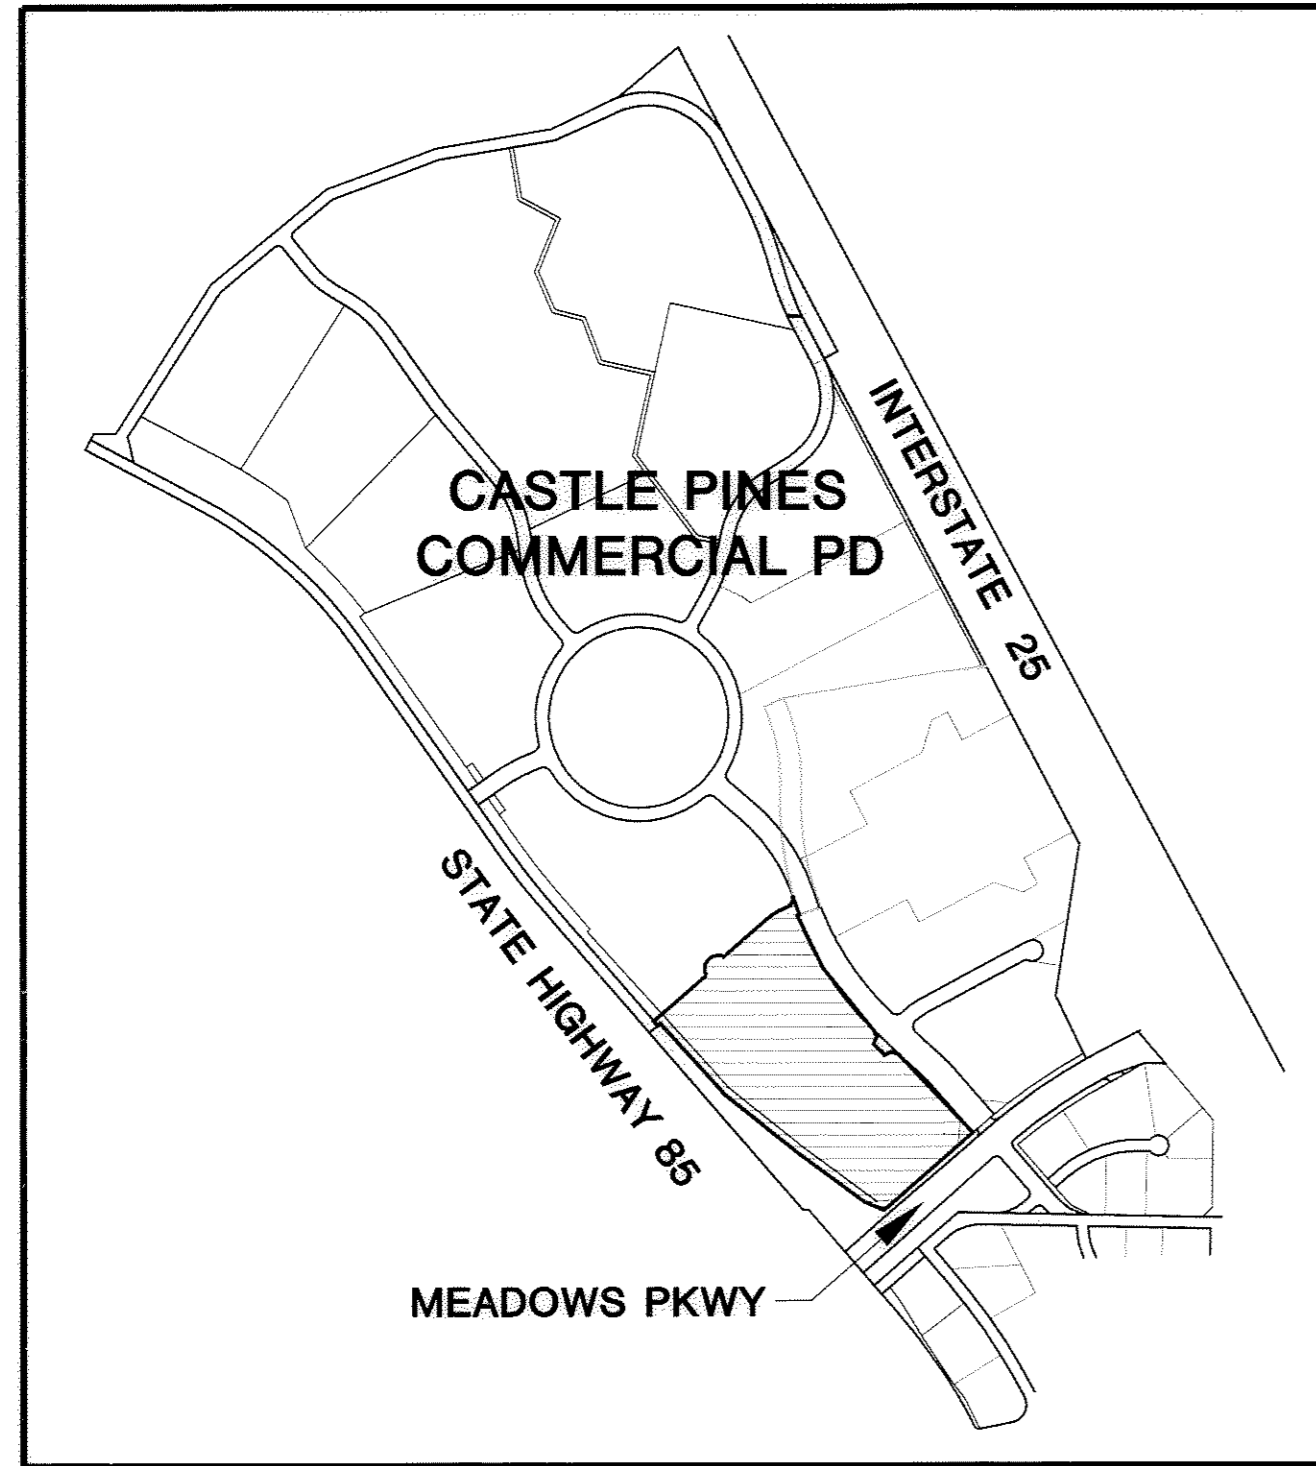 CASTLE PINES
COMMERCIAL PD
INTERSTATE 25
STATE HIGHWAY 85
MEADOWS PKWY